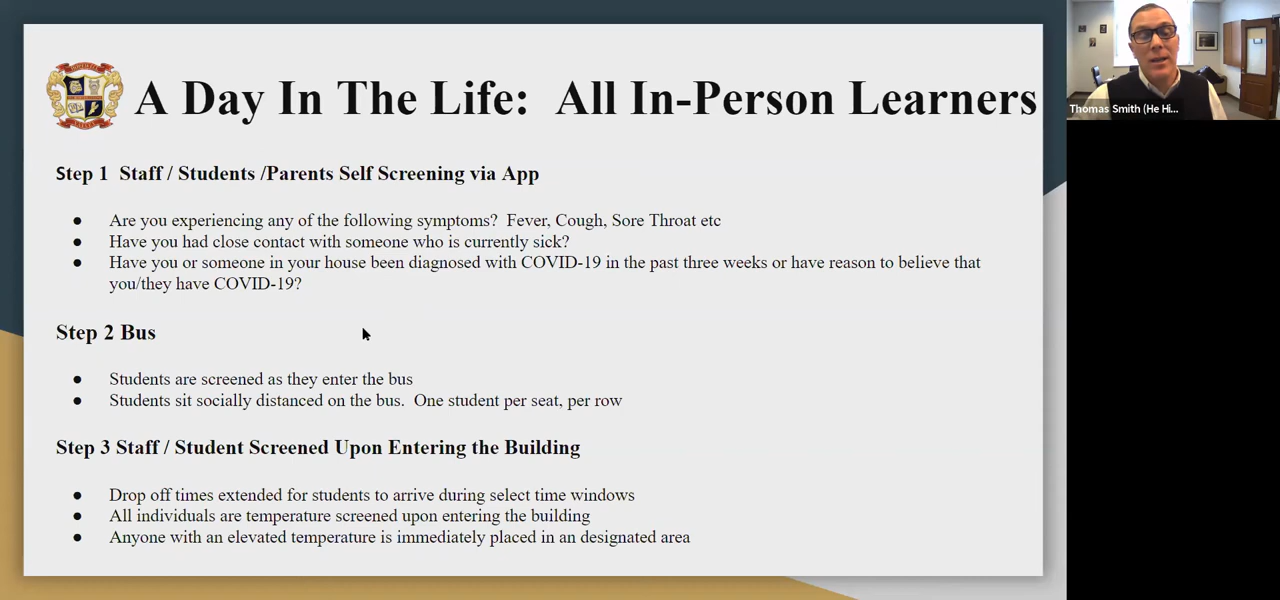 A Day In The Life: All In-Person Learners
Thomas Smith (He Hi...
Step 1 Staff / Students /Parents Self Screening via App
● Are you experiencing any of the following symptoms? Fever, Cough, Sore Throat etc
● Have you had close contact with someone who is currently sick?
● Have you or someone in your house been diagnosed with COVID-19 in the past three weeks or have reason to believe that
you/they have COVID-19?
Step 2 Bus
● Students are screened as they enter the bus
● Students sit socially distanced on the bus. One student per seat, per row
Step 3 Staff / Student Screened Upon Entering the Building
● Drop off times extended for students to arrive during select time windows
● All individuals are temperature screened upon entering the building
● Anyone with an elevated temperature is immediately placed in an designated area